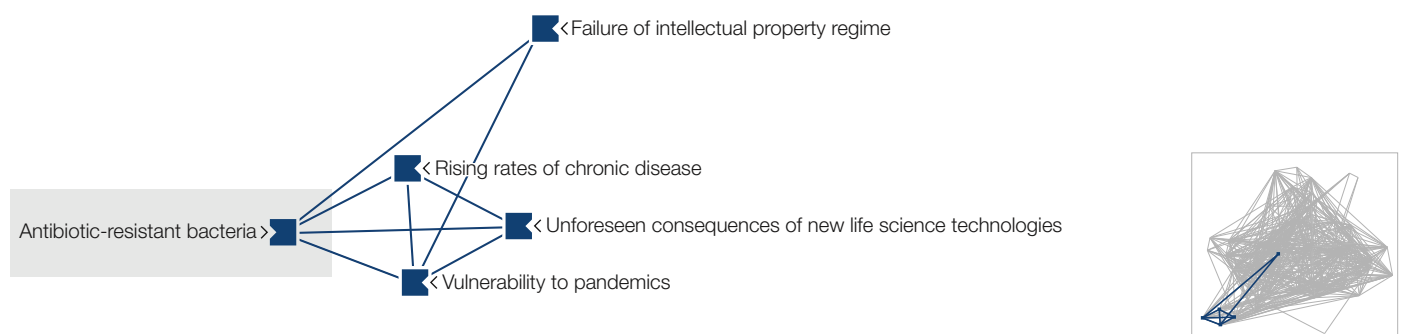 Failure of intellectual property regime
Rising rates of chronic disease
Antibiotic-resistant bacteria
Unforeseen consequences of new life science technologies
Vulnerability to pandemics